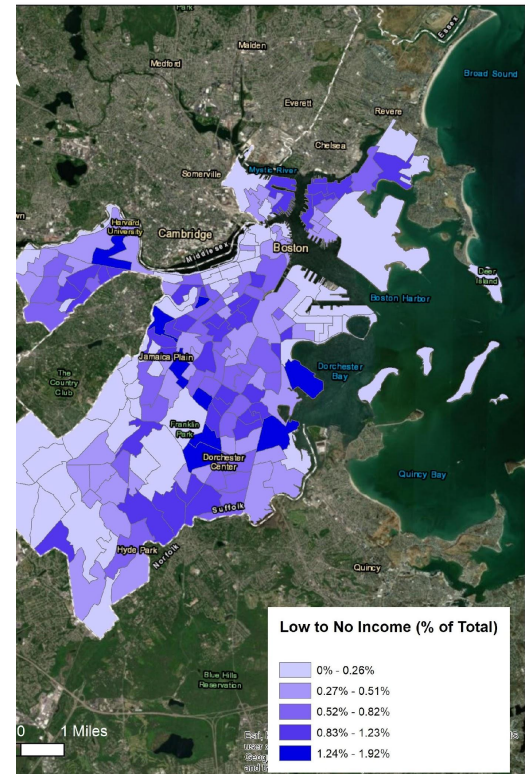 Park
Essex
Malden
Medford
Broad Sound
Everett
Revere
Chelsea
Somerville
Mystic River
Harvard
University
Cambridge
Middlesex
Boston
Deer
Island
Boston Harbor
Jamaica Plain
Dorchester
Bay
The
Country
Club
Franklin
Park
Dorchester
Center
Quincy Bay
Suffolk
Hyde Park
Norfolk
Quincy
Low to No Income (% of Total)
0% - 0.26%
0.27% - 0.51%
0.52% - 0.82%
0.83% - 1.23%
1.24% - 1.92%
Blue Hills
Reservation
0 1 Miles